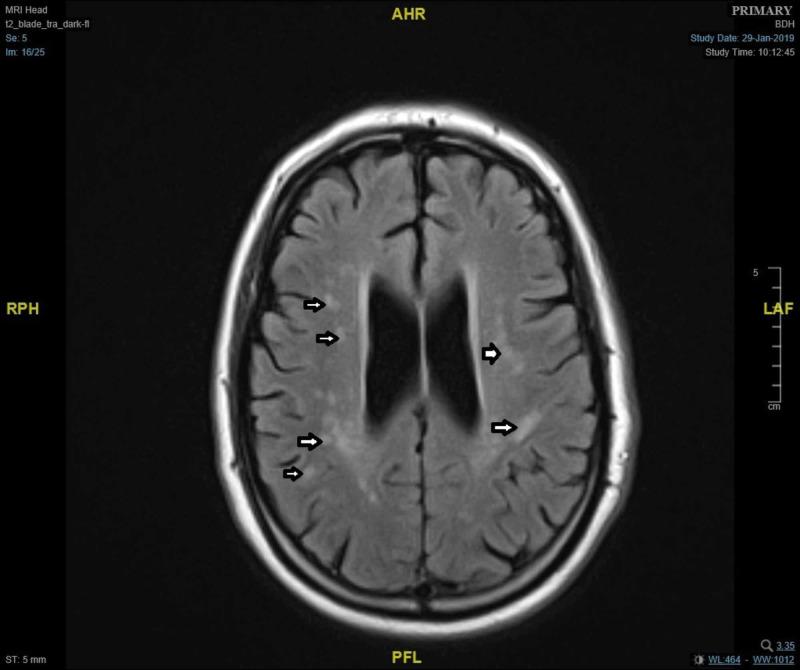 MRI Head
t2_blade_tra_dark-fl
Se: 5
Im: 16/25
AHR
PRIMARY
BDH
Study Date: 29-Jan-2019
Study Time: 10:12:45
RPH
5
LAF
cm
ST: 5 mm
PFL
3.35
WL:464 - WW:1012